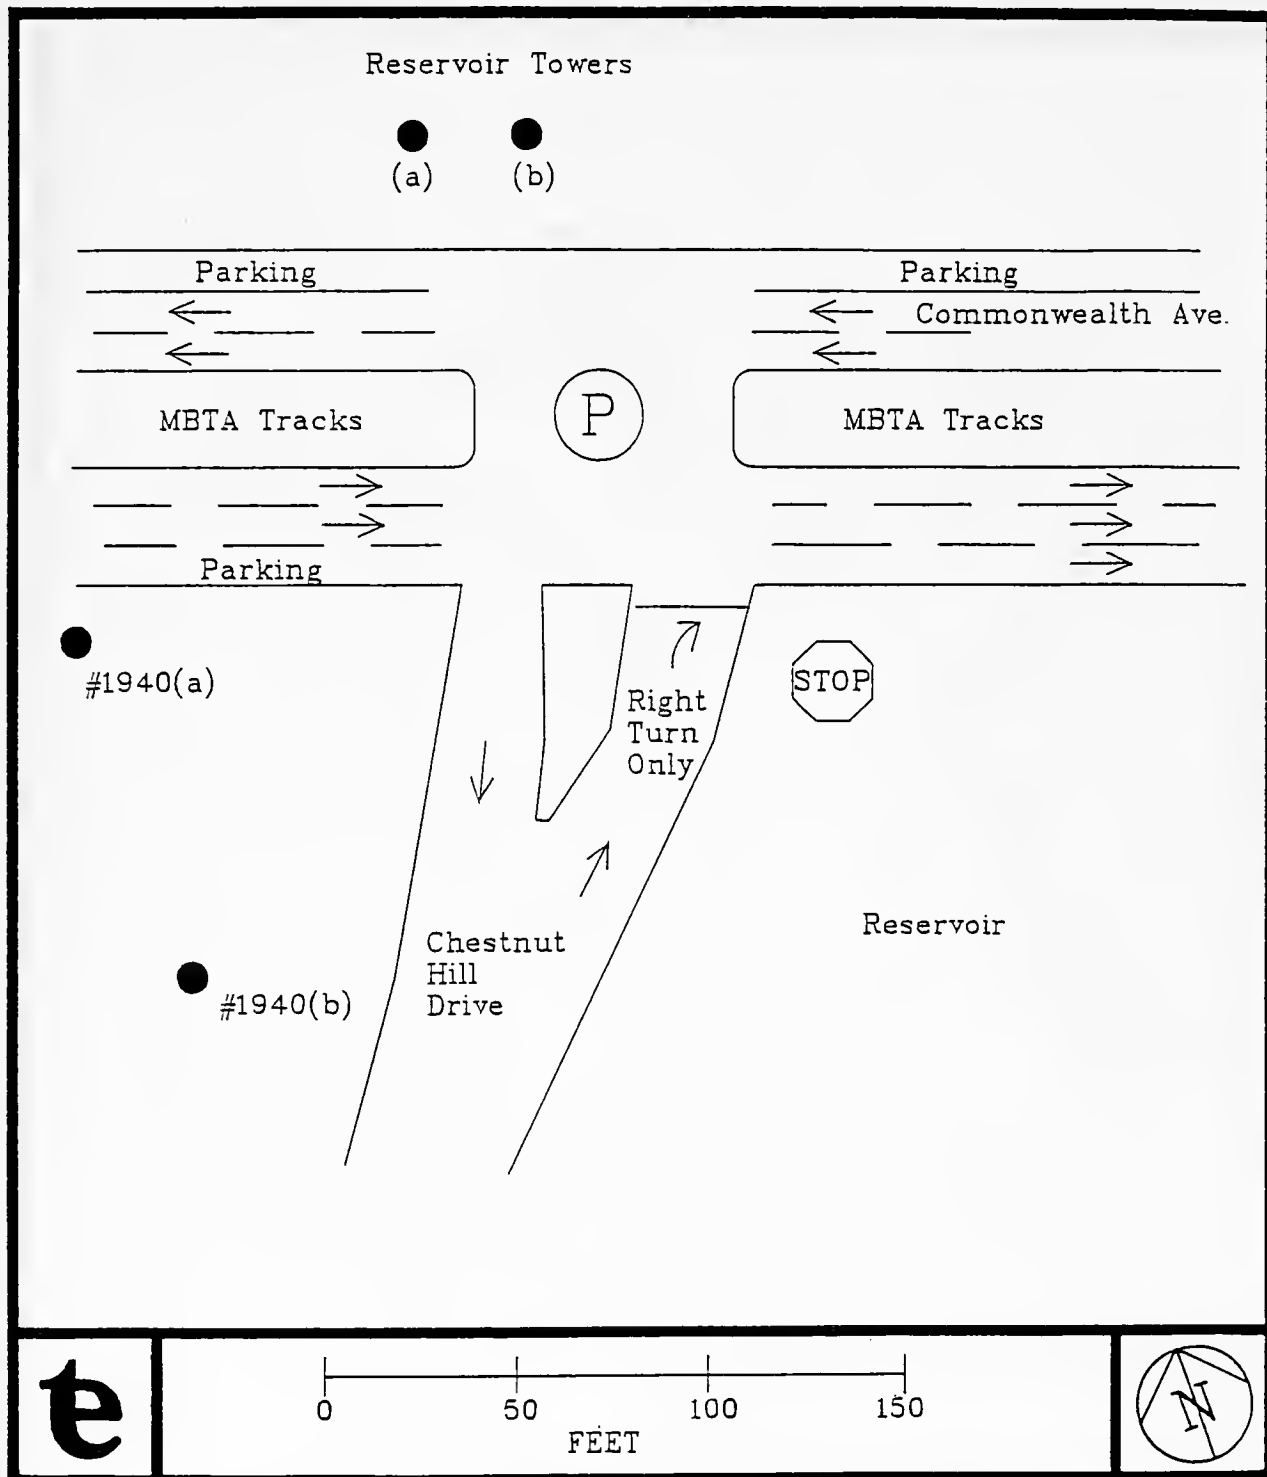 Reservoir Towers
(a) (b)
Parking Parking
Commonwealth Ave.
MBTA Tracks P MBTA Tracks
Parking
#1940(a)
STOP
Right
Turn
Only
Reservoir
Chestnut
Hill
Drive
#1940(b)
te
0 50 100 150
FEET
N